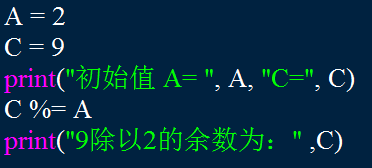 A = 2
C = 9
print("初始值 A= ", A, "C=", C)
C %= A
print("9除以2的余数为：" ,C)